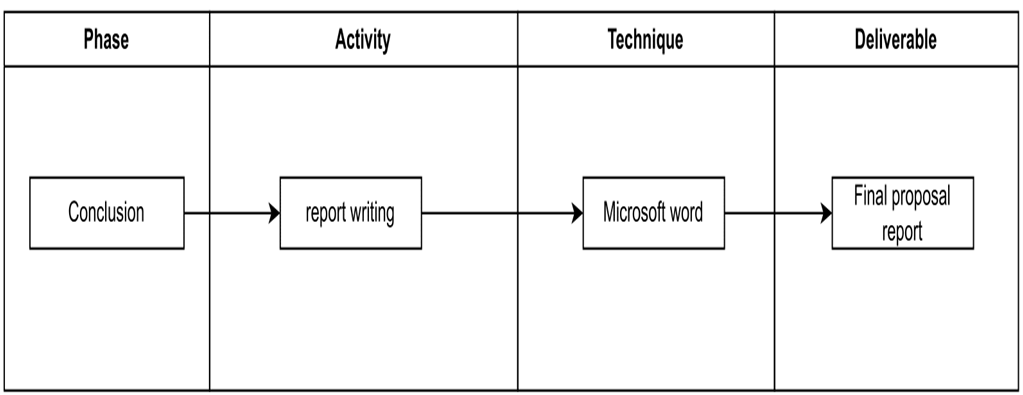 Phase
Activity
Technique
Deliverable
Conclusion
report writing
Microsoft word
Final proposal
report